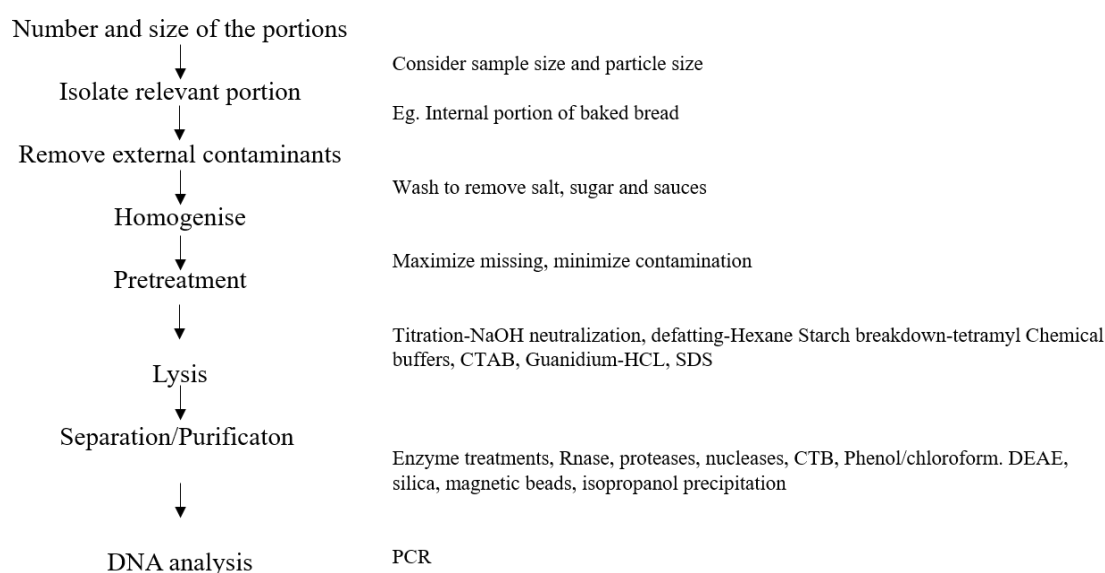 Number and size of the portions
Consider sample size and particle size
Isolate relevant portion
Eg. Internal portion of baked bread
Remove external contaminants
Wash to remove salt, sugar and sauces
Homogenise
Maximize missing, minimize contamination
Pretreatment
Titration-NaOH neutralization, defatting-Hexane Starch breakdown-tetramyl Chemical
buffers, CTAB, Guanidium-HCL, SDS
Lysis
Separation/Purificaton
Enzyme treatments, Rnase, proteases, nucleases, CTB, Phenol/chloroform. DEAE,
silica, magnetic beads, isopropanol precipitation
DNA analysis
PCR